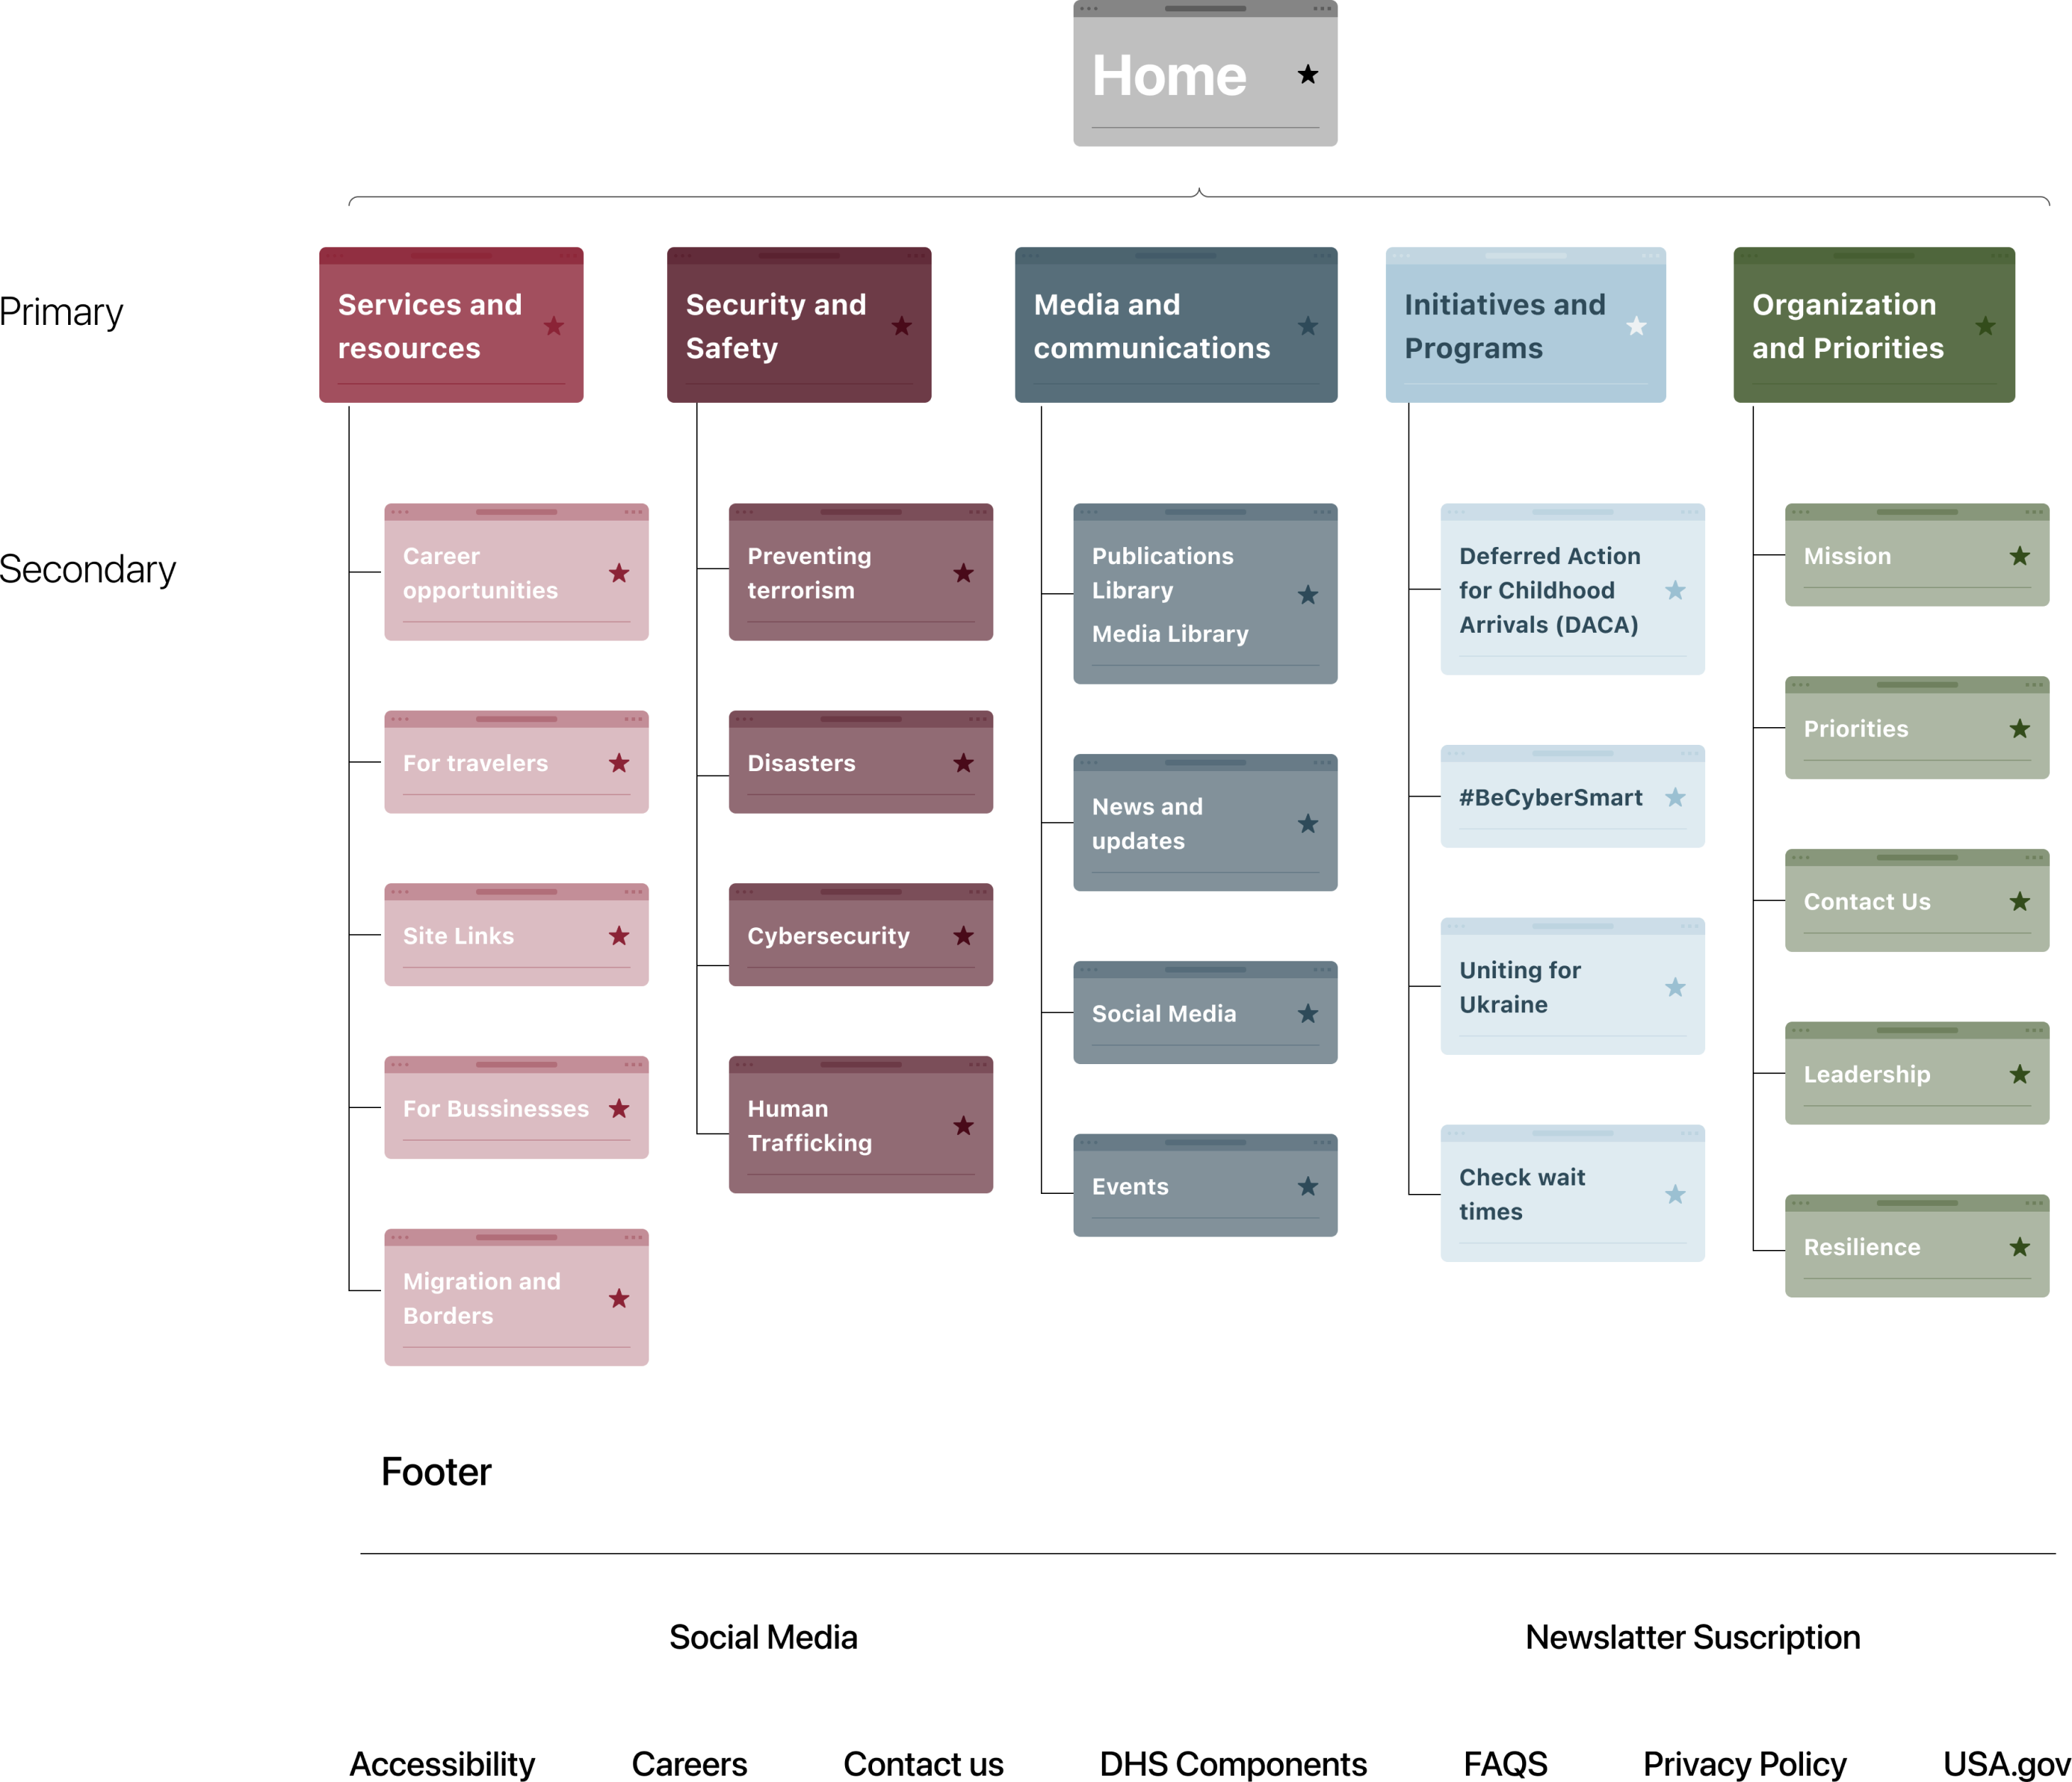 Home
Primary
Services and
resources
Security and
Safety
Media and
communications
Initiatives and
Programs
Organization
and Priorities
Secondary
Career
opportunities
For travelers
Site Links
For Bussinesses
Migration and
Borders
Preventing
terrorism
Disasters
Cybersecurity
Human
Trafficking
Publications
Library
Media Library
News and
updates
Social Media
Events
Deferred Action
for Childhood
Arrivals (DACA)
#BeCyberSmart
Uniting for
Ukraine
Check wait
times
Mission
Priorities
Contact Us
Leadership
Resilience
Footer
Social Media
Newslatter Suscription
Accessibility
Careers
Contact us
DHS Components
FAQS
Privacy Policy
USA.gov